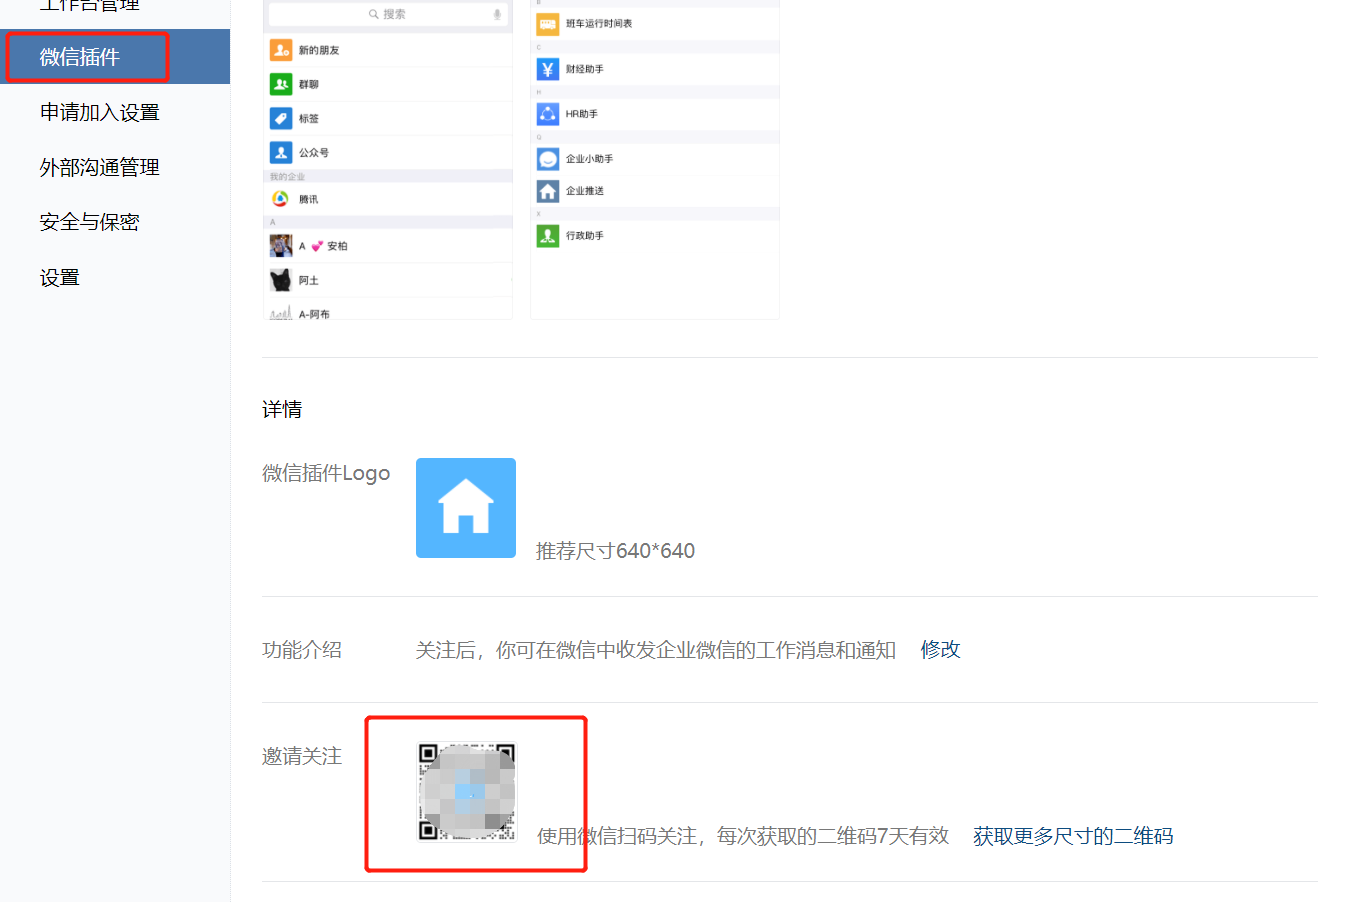 工作台管理
微信插件
申请加入设置
外部沟通管理
安全与保密
设置
搜索
新的朋友
群聊
标签
公众号
我的企业
腾讯
A
A 💕 安柏
阿土
A-阿布
B
班车运行时间表
C
财经助手
H
HR助手
Q
企业小助手
企业推送
X
行政助手
详情
微信插件Logo
推荐尺寸640*640
功能介绍
关注后，你可在微信中收发企业微信的工作消息和通知 修改
邀请关注
使用微信扫码关注，每次获取的二维码7天有效 获取更多尺寸的二维码